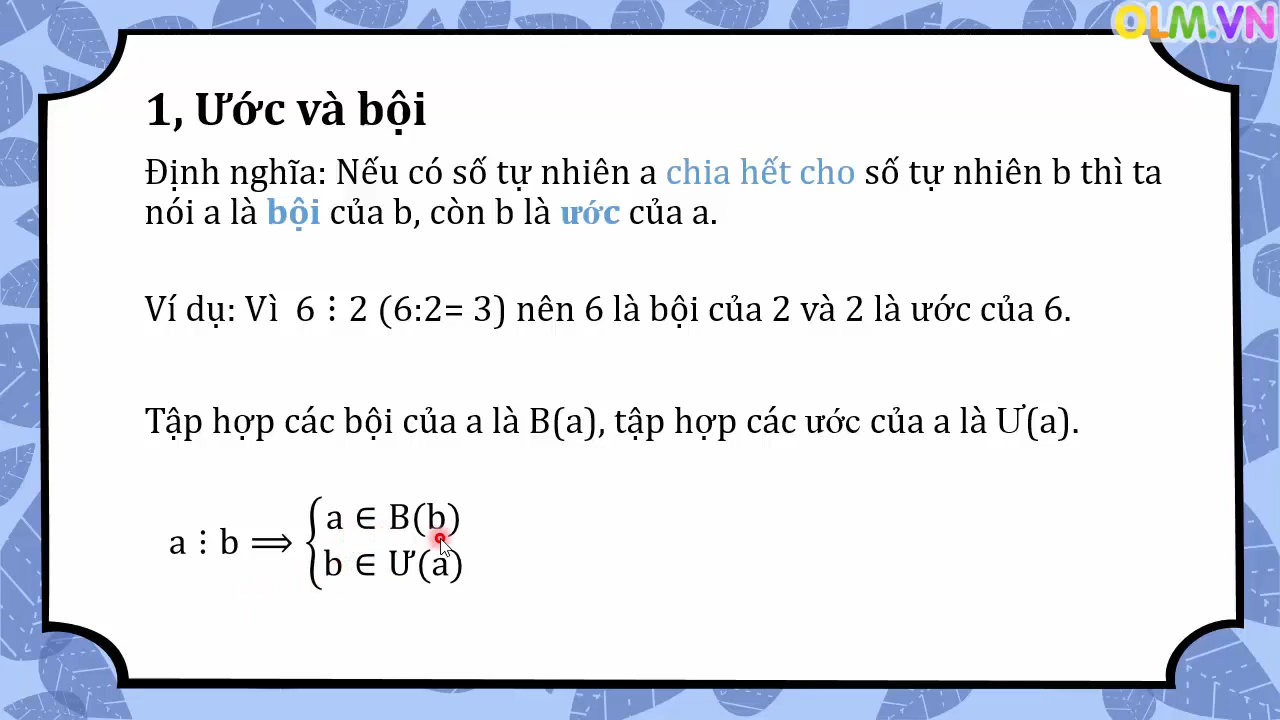 OLM.VN
1, Ước và bội
Định nghĩa: Nếu có số tự nhiên a chia hết cho số tự nhiên b thì ta
nói a là bội của b, còn b là ước của a.
Ví dụ: Vì 6 ⋮ 2 (6:2= 3) nên 6 là bội của 2 và 2 là ước của 6.
Tập hợp các bội của a là B(a), tập hợp các ước của a là Ư(a).
a ⋮ b ⟹ { a ∈ B(b)
b ∈ Ư(a)